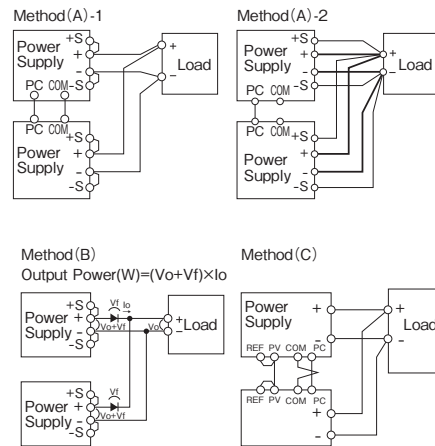 Method(A)-1
Power Supply
+S
+
-
-S
PC COM
PC COM
Power Supply
+S
+
-
-S
+
−
Load
Method(A)-2
Power Supply
+S
+
-
-S
PC COM
PC COM
Power Supply
+S
+
-
-S
+
−
Load
Method(B)
Output Power(W)=(Vo+Vf)×Io
Power Supply
+S
+
-
-S
Vf
Io
Vo+Vf
Vo
+
−
Load
Power Supply
+S
+
-
-S
Vf
Vo+Vf
Method(C)
Power Supply
+
-
REF PV COM PC
REF PV COM PC
+
-
+
−
Load